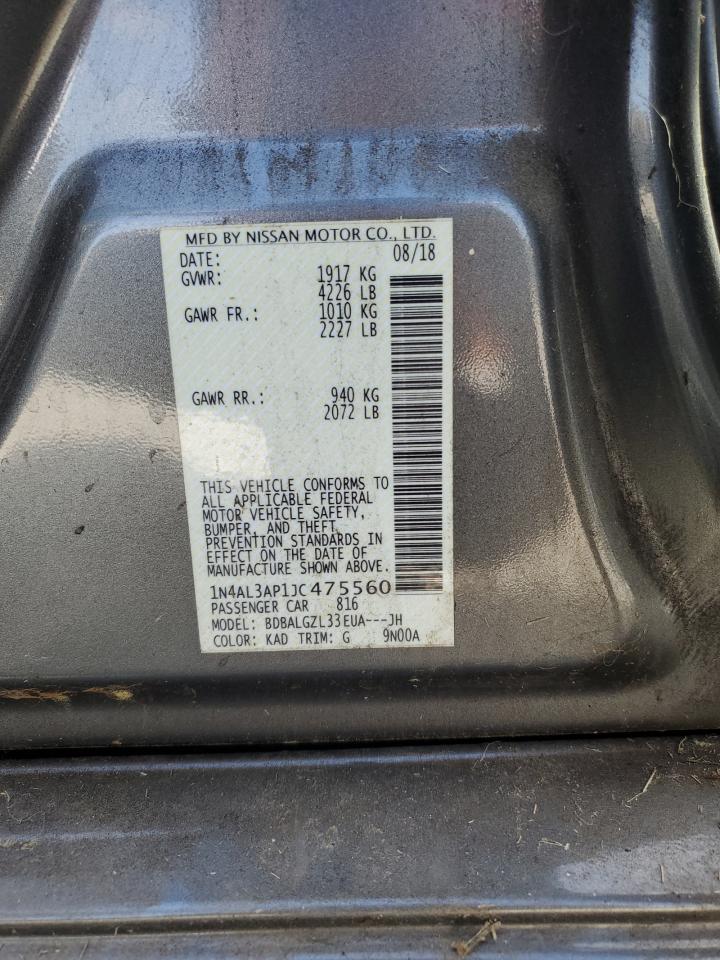 MFD BY NISSAN MOTOR CO., LTD.
DATE: 08/18
GVWR: 1917 KG
4226 LB
GAWR FR.: 1010 KG
2227 LB
GAWR RR.: 940 KG
2072 LB
THIS VEHICLE CONFORMS TO
ALL APPLICABLE FEDERAL
MOTOR VEHICLE SAFETY,
BUMPER, AND THEFT
PREVENTION STANDARDS IN
EFFECT ON THE DATE OF
MANUFACTURE SHOWN ABOVE.
1N4AL3AP1JC475560
PASSENGER CAR 816
MODEL: BDBALGZL33EUA---JH
COLOR: KAD TRIM: G 9N00A